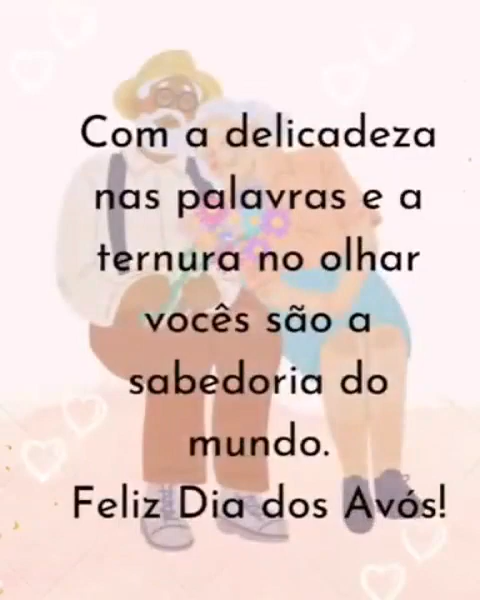 Com a delicadeza
nas palavras e a
ternura no olhar
vocês são a
sabedoria do
mundo.
Feliz Dia dos Avós!